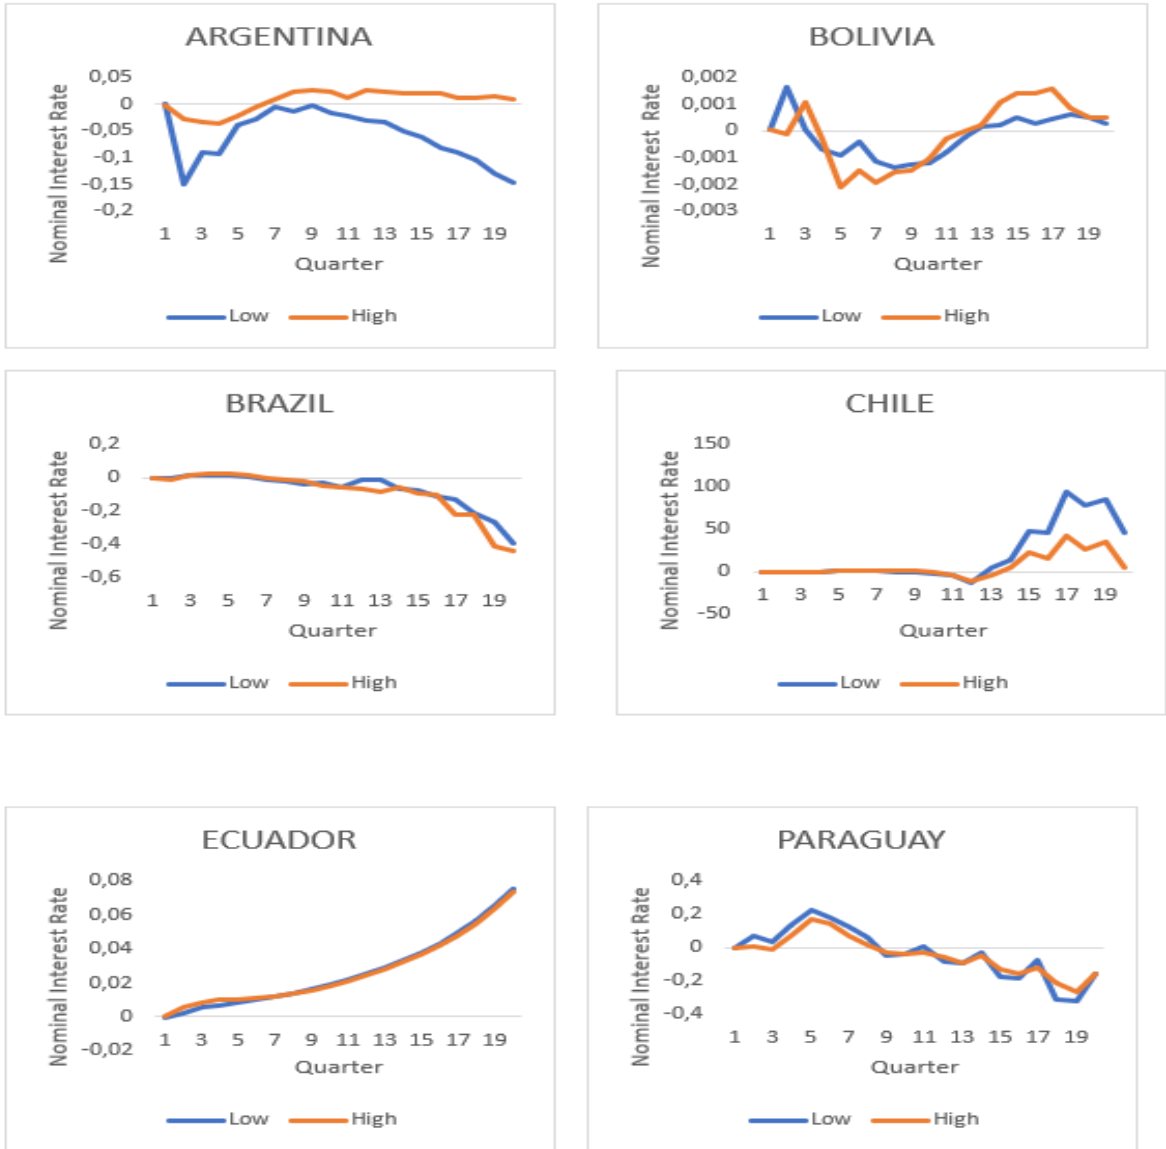 ARGENTINA
Nominal Interest Rate
0,05
0
-0,05
-0,1
-0,15
-0,2
1 3 5 7 9 11 13 15 17 19
Quarter
Low High
BOLIVIA
Nominal Interest Rate
0,002
0,001
0
-0,001
-0,002
-0,003
1 3 5 7 9 11 13 15 17 19
Quarter
Low High
BRAZIL
Nominal Interest Rate
0,2
0
-0,2
-0,4
-0,6
1 3 5 7 9 11 13 15 17 19
Quarter
Low High
CHILE
Nominal Interest Rate
150
100
50
0
-50
1 3 5 7 9 11 13 15 17 19
Quarter
Low High
ECUADOR
Nominal Interest Rate
0,08
0,06
0,04
0,02
0
-0,02
1 3 5 7 9 11 13 15 17 19
Quarter
Low High
PARAGUAY
Nominal Interest Rate
0,4
0,2
0
-0,2
-0,4
1 3 5 7 9 11 13 15 17 19
Quarter
Low High